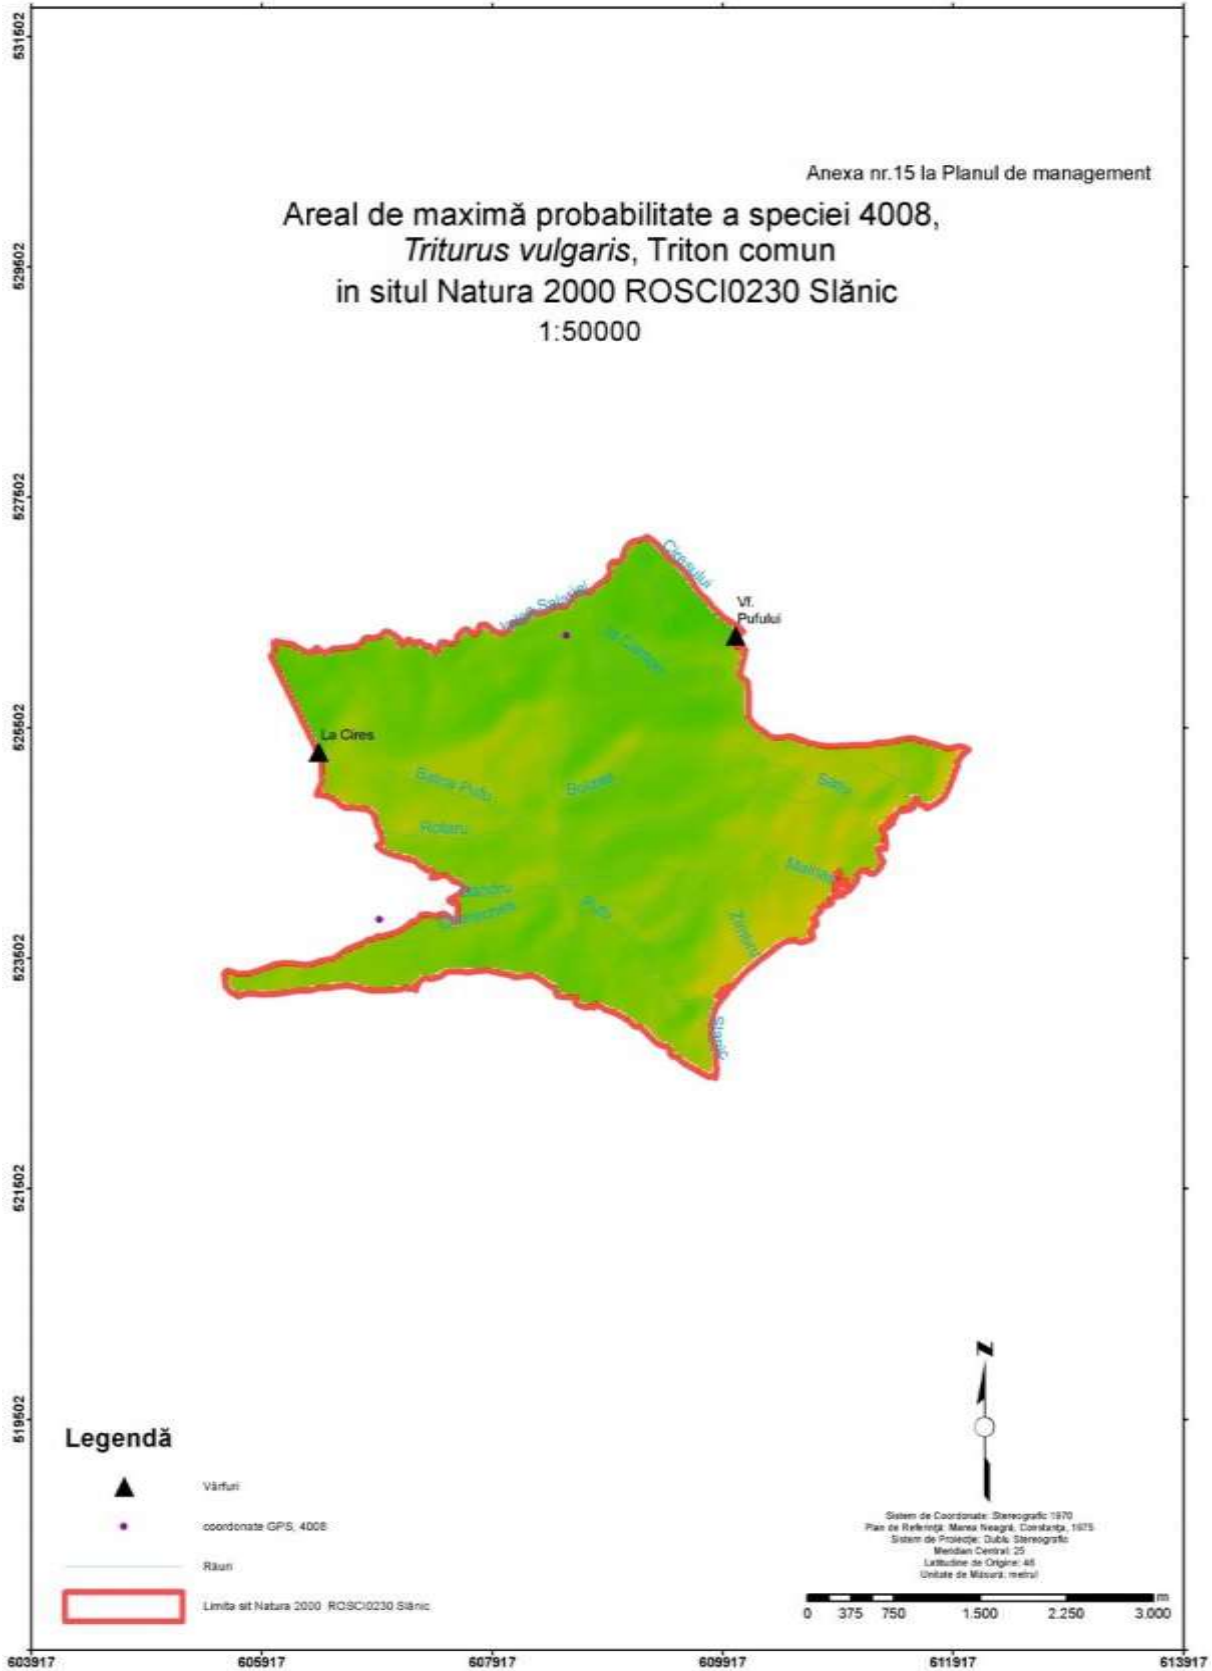 Anexa nr.15 la Planul de management
Areal de maximă probabilitate a speciei 4008,
Triturus vulgaris, Triton comun
in situl Natura 2000 ROSCI0230 Slănic
1:50000
531502
529502
527502
525502
523502
521502
519502
Ciresului
Vf.
Pufului
La Cires
Rotaru
Pufu
Slanic
Legendă
Vârfuri
coordonate GPS, 4008
Râuri
Limita sit Natura 2000 ROSCI0230 Slănic
Sistem de Coordonate: Stereografic 1970
Plan de Referință: Marea Neagră, Constanța, 1975
Sistem de Proiecție: Dublu Stereografic
Meridian Central: 25
Latitudine de Origine: 46
Unitate de Măsură: metrul
m
0 375 750 1.500 2.250 3.000
603917 605917 607917 609917 611917 613917